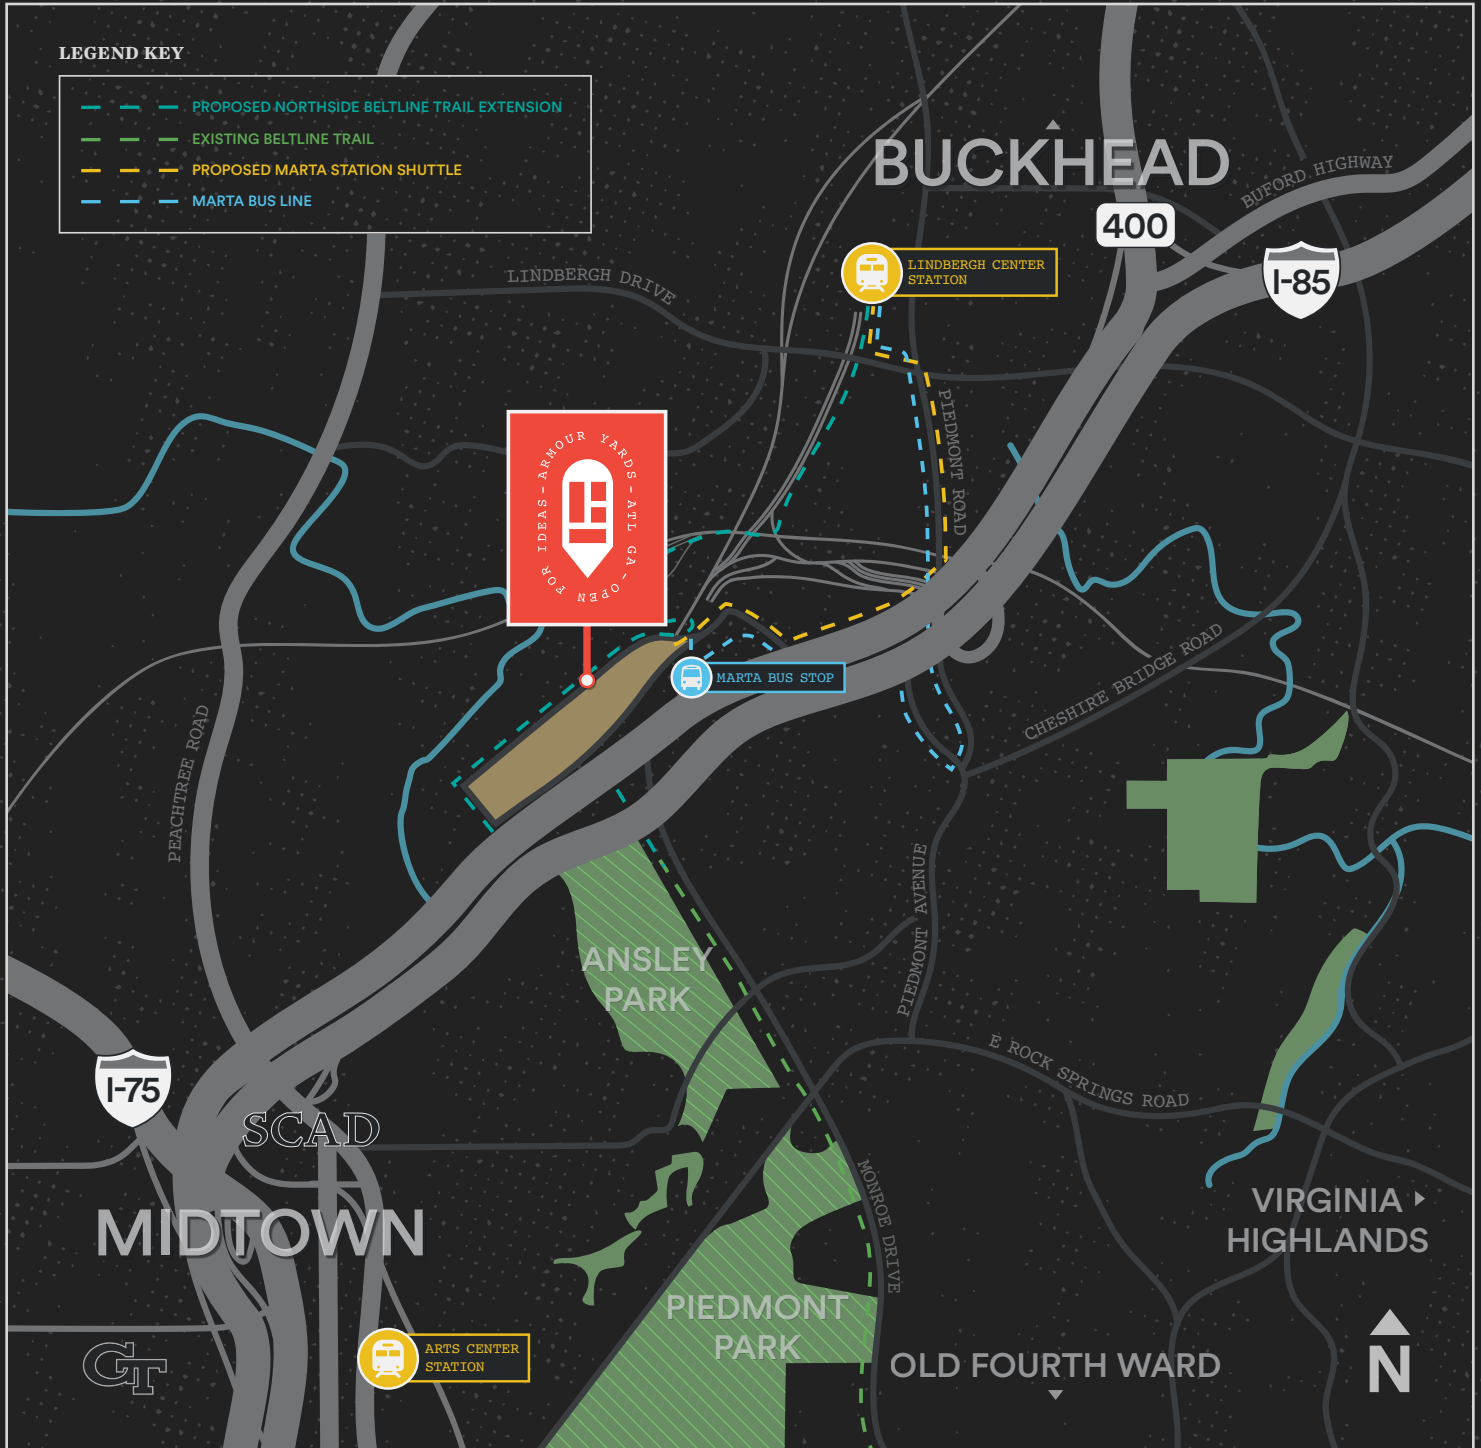 LEGEND KEY
PROPOSED NORTHSIDE BELTLINE TRAIL EXTENSION
EXISTING BELTLINE TRAIL
PROPOSED MARTA STATION SHUTTLE
MARTA BUS LINE
BUCKHEAD
BUFORD HIGHWAY
400
I-85
LINDBERGH CENTER
STATION
LINDBERGH DRIVE
PIEDMONT ROAD
ARMOUR YARDS – ATL GA – OPEN FOR IDEAS –
MARTA BUS STOP
CHESHIRE BRIDGE ROAD
PEACHTREE ROAD
PIEDMONT AVENUE
ANSLEY
PARK
E ROCK SPRINGS ROAD
I-75
SCAD
MONROE DRIVE
VIRGINIA
HIGHLANDS
MIDTOWN
PIEDMONT
PARK
ARTS CENTER
STATION
GT
OLD FOURTH WARD
N